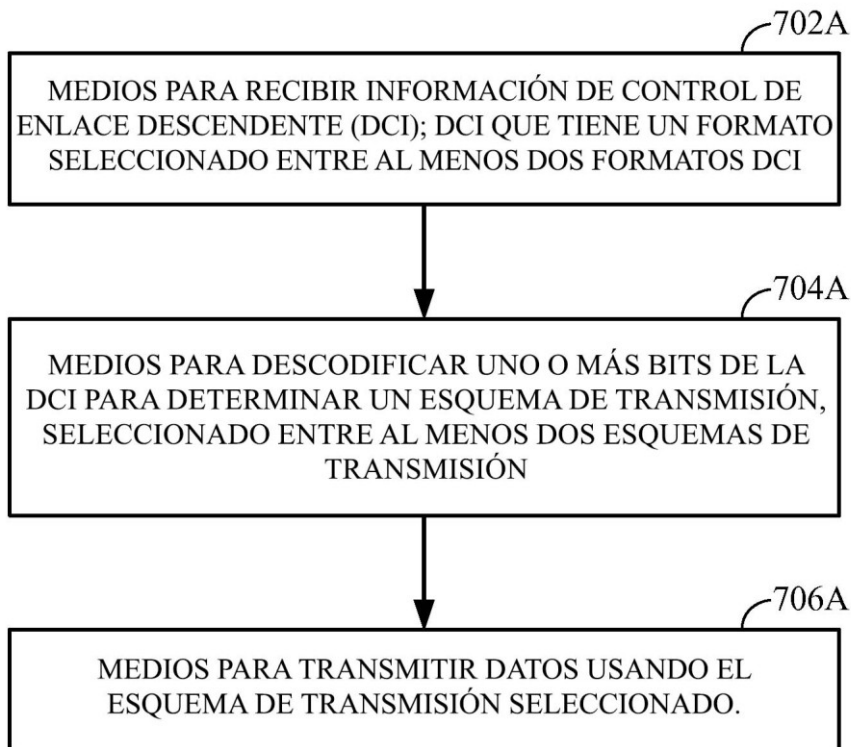 702A
MEDIOS PARA RECIBIR INFORMACIÓN DE CONTROL DE
ENLACE DESCENDENTE (DCI); DCI QUE TIENE UN FORMATO
SELECCIONADO ENTRE AL MENOS DOS FORMATOS DCI
704A
MEDIOS PARA DESCODIFICAR UNO O MÁS BITS DE LA
DCI PARA DETERMINAR UN ESQUEMA DE TRANSMISIÓN,
SELECCIONADO ENTRE AL MENOS DOS ESQUEMAS DE
TRANSMISIÓN
706A
MEDIOS PARA TRANSMITIR DATOS USANDO EL
ESQUEMA DE TRANSMISIÓN SELECCIONADO.